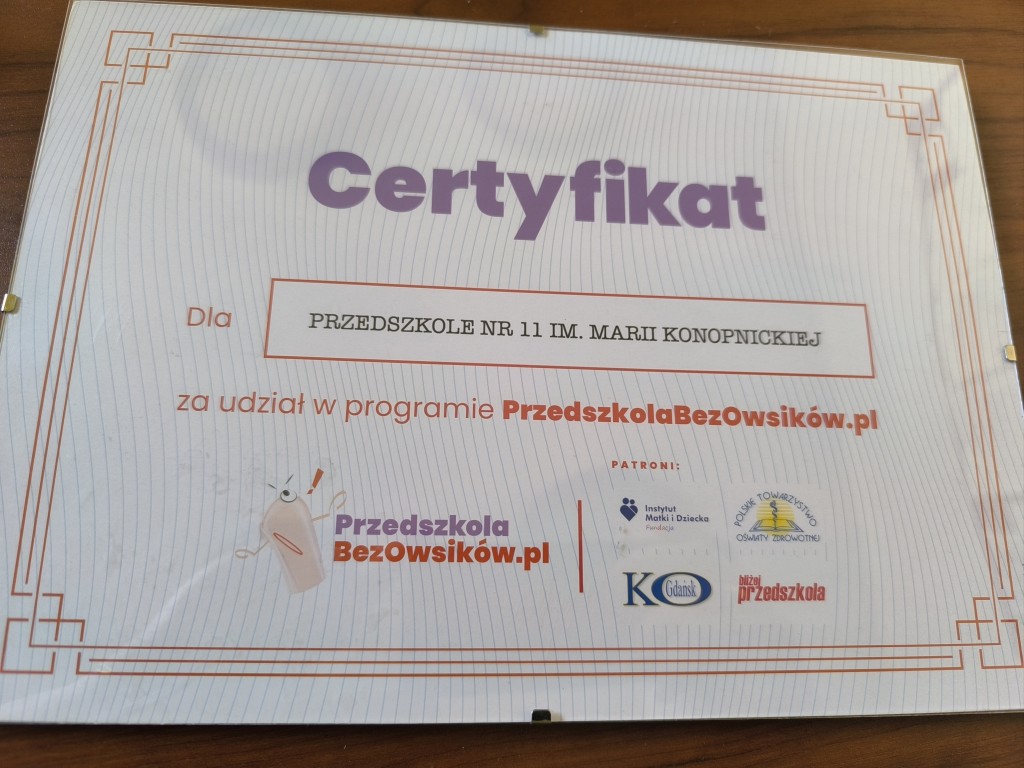 Certyfikat
Dla
PRZEDSZKOLE NR 11 IM. MARII KONOPNICKIEJ
za udział w programie PrzedszkolaBezOwsików.pl
Przedszkola
BezOwsików.pl
PATRONI:
Instytut
Matki i Dziecka
Fundacja
POLSKIE TOWARZYSTWO
OŚWIATY ZDROWOTNEJ
KO Gdańsk
bliżej
przedszkola